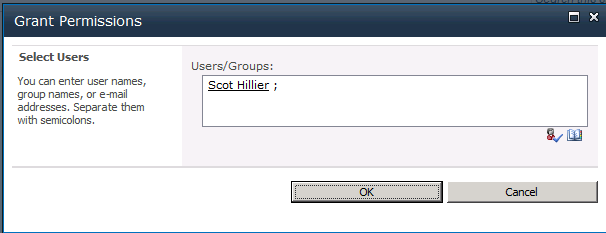 Grant Permissions
Select Users
You can enter user names,
group names, or e-mail
addresses. Separate them
with semicolons.
Users/Groups:
Scot Hillier ;
OK
Cancel